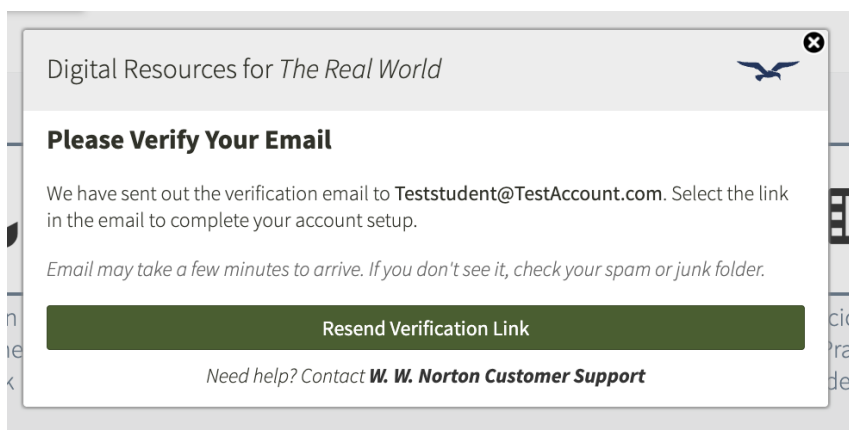 Digital Resources for The Real World
Please Verify Your Email
We have sent out the verification email to Teststudent@TestAccount.com. Select the link
in the email to complete your account setup.
Email may take a few minutes to arrive. If you don't see it, check your spam or junk folder.
Resend Verification Link
Need help? Contact W. W. Norton Customer Support